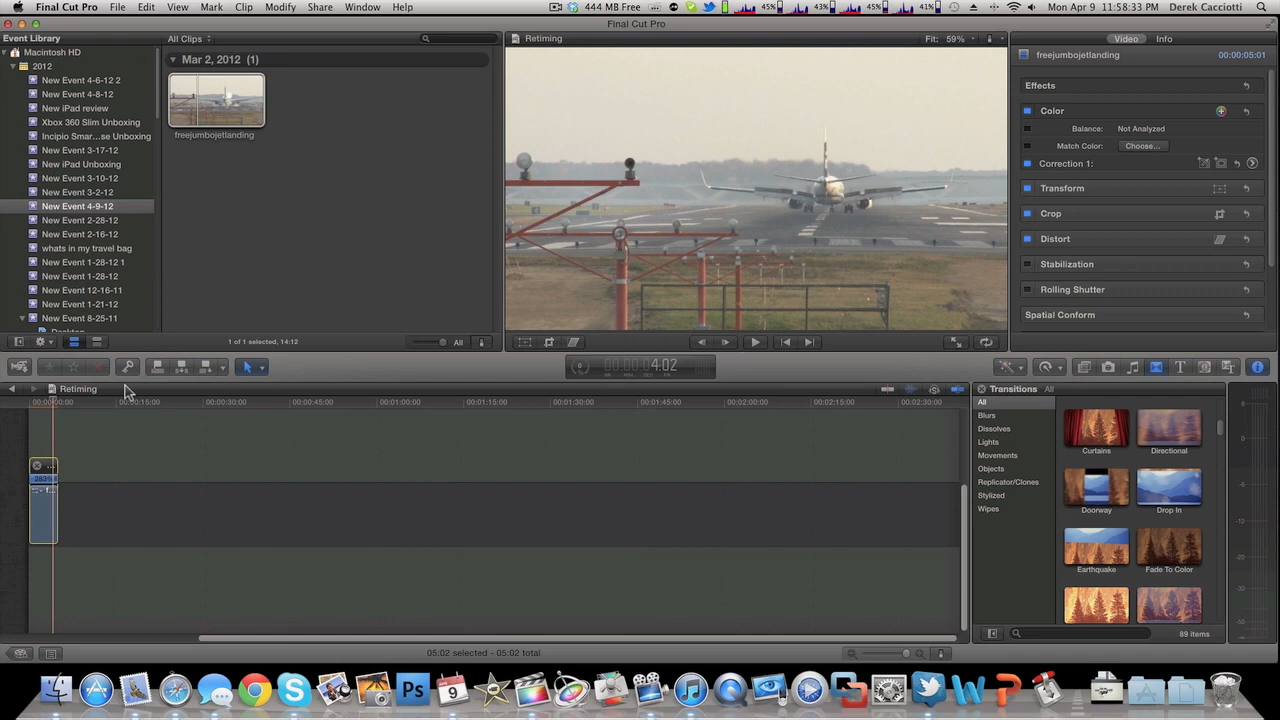 Final Cut Pro File Edit View Mark Clip Modify Share Window Help 444 MB Free 45% 43% 45% 41% Mon Apr 9 11:58:33 PM Derek Cacciotti
Final Cut Pro
Event Library All Clips Retiming Fit: 59% Video Info
Macintosh HD
2012
New Event 4-6-12 2
New Event 4-8-12
New iPad review
Xbox 360 Slim Unboxing
Incipio Smar...se Unboxing
New Event 3-17-12
New iPad Unboxing
New Event 3-10-12
New Event 3-2-12
New Event 4-9-12
New Event 2-28-12
New Event 2-16-12
whats in my travel bag
New Event 1-28-12 1
New Event 1-28-12
New Event 12-16-11
New Event 1-21-12
New Event 8-25-11
Desktop
Mar 2, 2012 (1)
freejumbojetlanding
1 of 1 selected, 14:12 All
freejumbojetlanding 00:00:05:01
Effects
Color
Balance: Not Analyzed
Match Color: Choose...
Correction 1:
Transform
Crop
Distort
Stabilization
Rolling Shutter
Spatial Conform
4:02
Retiming
00:00:00:00 00:00:15:00 00:00:30:00 00:00:45:00 00:01:00:00 00:01:15:00 00:01:30:00 00:01:45:00 00:02:00:00 00:02:15:00 00:02:30:00
283%
Transitions All
All
Blurs
Dissolves
Lights
Movements
Objects
Replicator/Clones
Stylized
Wipes
Curtains Directional
Doorway Drop In
Earthquake Fade To Color
89 items
05:02 selected - 05:02 total
Ps
9